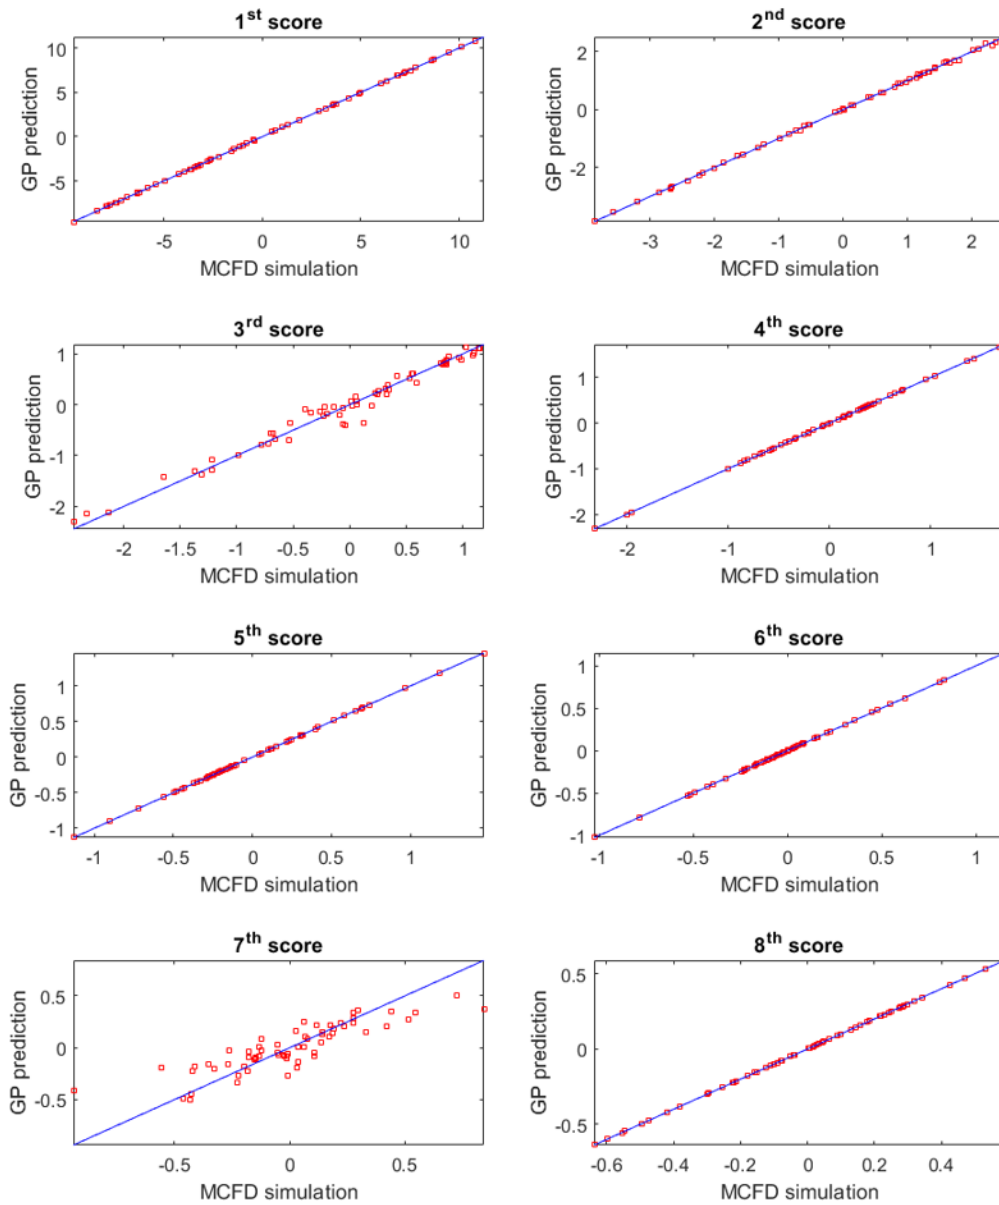 1st score
GP prediction
10
5
0
-5
-5 0 5 10
MCFD simulation
2nd score
GP prediction
2
0
-2
-3 -2 -1 0 1 2
MCFD simulation
3rd score
GP prediction
1
0
-1
-2
-2 -1.5 -1 -0.5 0 0.5 1
MCFD simulation
4th score
GP prediction
1
0
-1
-2
-2 -1 0 1
MCFD simulation
5th score
GP prediction
1
0.5
0
-0.5
-1
-1 -0.5 0 0.5 1
MCFD simulation
6th score
GP prediction
1
0.5
0
-0.5
-1
-1 -0.5 0 0.5 1
MCFD simulation
7th score
GP prediction
0.5
0
-0.5
-0.5 0 0.5
MCFD simulation
8th score
GP prediction
0.5
0
-0.5
-0.6 -0.4 -0.2 0 0.2 0.4
MCFD simulation